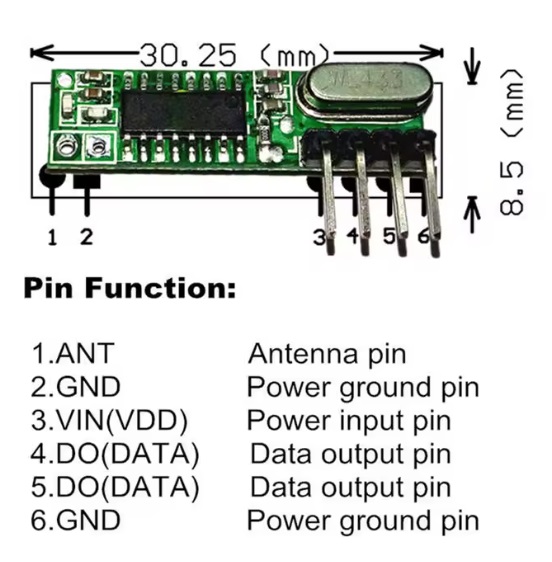 30.25 (mm)
8.5 (mm)
1 2 3 4 5 6
Pin Function:
1.ANT Antenna pin
2.GND Power ground pin
3.VIN(VDD) Power input pin
4.DO(DATA) Data output pin
5.DO(DATA) Data output pin
6.GND Power ground pin